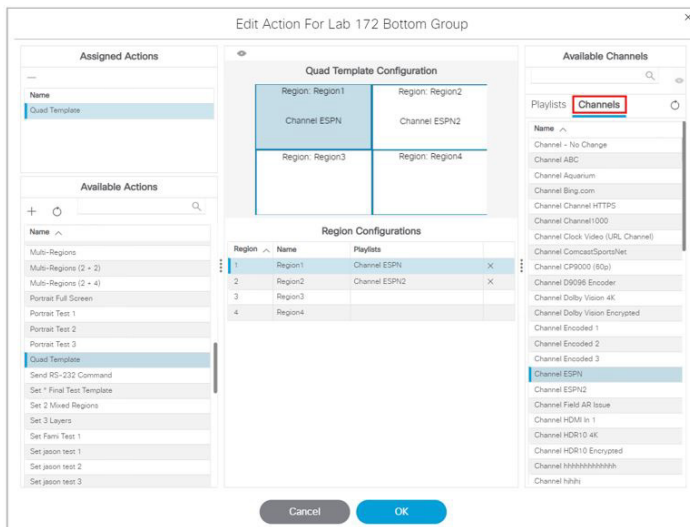 Edit Action For Lab 172 Bottom Group
Assigned Actions
Name
Quad Template
Available Actions
Name
Multi-Regions
Multi-Regions (2 + 2)
Multi-Regions (2 + 4)
Portrait Full Screen
Portrait Test 1
Portrait Test 2
Portrait Test 3
Quad Template
Send RS-232 Command
Set * Final Test Template
Set 2 Mixed Regions
Set 3 Layers
Set Fami Test 1
Set jason test 1
Set jason test 2
Set jason test 3
Quad Template Configuration
Region: Region1
Channel ESPN
Region: Region2
Channel ESPN2
Region: Region3
Region: Region4
Region Configurations
Region Name Playlists
1 Region1 Channel ESPN
2 Region2 Channel ESPN2
3 Region3
4 Region4
Available Channels
Playlists Channels
Name
Channel - No Change
Channel ABC
Channel Aquarium
Channel Bing.com
Channel Channel HTTPS
Channel Channel1000
Channel Clock Video (URL Channel)
Channel ComcastSportsNet
Channel CP9000 (60p)
Channel D9096 Encoder
Channel Dolby Vision 4K
Channel Dolby Vision Encrypted
Channel Encoded 1
Channel Encoded 2
Channel Encoded 3
Channel ESPN
Channel ESPN2
Channel Field AR Issue
Channel HDMI In 1
Channel HDR10 4K
Channel HDR10 Encrypted
Channel hhhhhhhhhhhhh
Channel hihihi
Cancel
OK